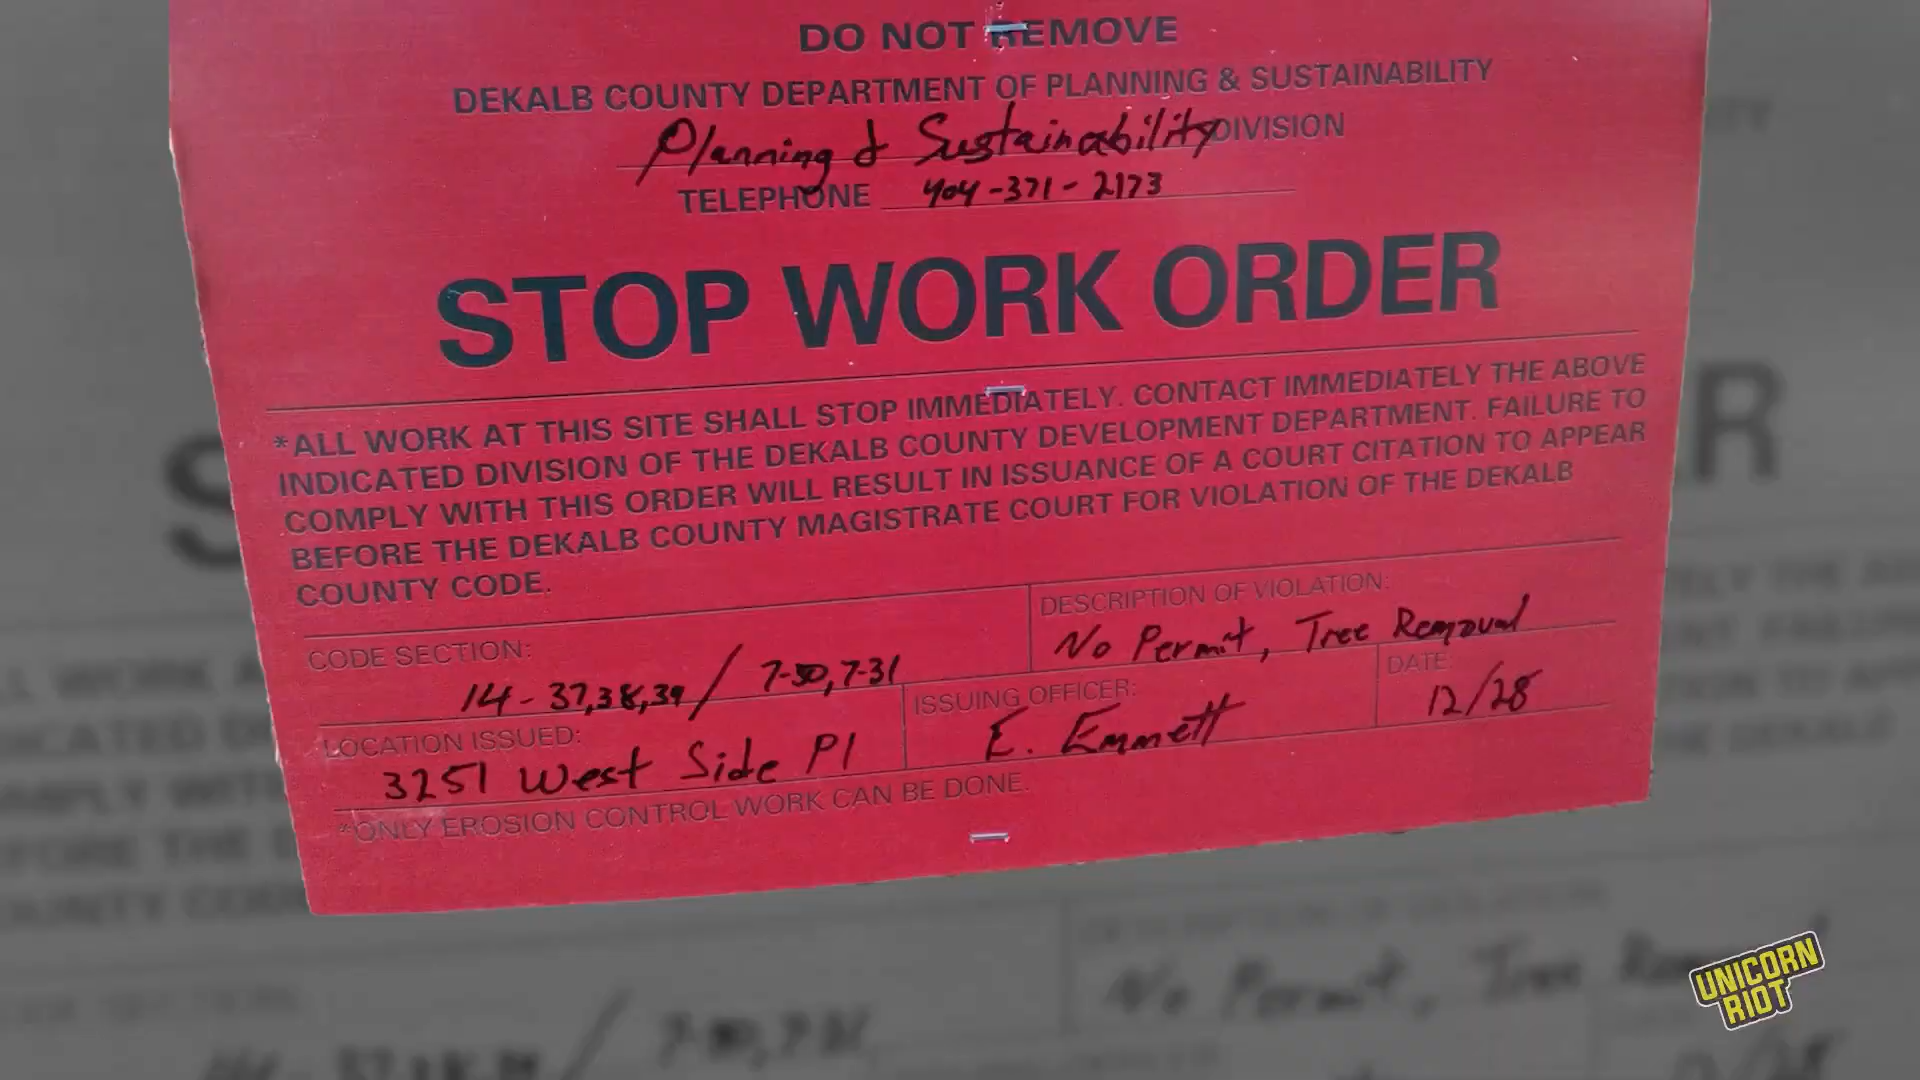 DO NOT REMOVE
DEKALB COUNTY DEPARTMENT OF PLANNING & SUSTAINABILITY
Planning & Sustainability DIVISION
TELEPHONE 404-371-2173
STOP WORK ORDER
*ALL WORK AT THIS SITE SHALL STOP IMMEDIATELY. CONTACT IMMEDIATELY THE ABOVE
INDICATED DIVISION OF THE DEKALB COUNTY DEVELOPMENT DEPARTMENT. FAILURE TO
COMPLY WITH THIS ORDER WILL RESULT IN ISSUANCE OF A COURT CITATION TO APPEAR
BEFORE THE DEKALB COUNTY MAGISTRATE COURT FOR VIOLATION OF THE DEKALB
COUNTY CODE.
CODE SECTION:
14-37,38,39/ 7-30,7-31
DESCRIPTION OF VIOLATION:
No Permit, Tree Removal
LOCATION ISSUED:
3251 West Side Pl
ISSUING OFFICER:
E. Emmett
DATE:
12/28
*ONLY EROSION CONTROL WORK CAN BE DONE.
UNICORN
RIOT